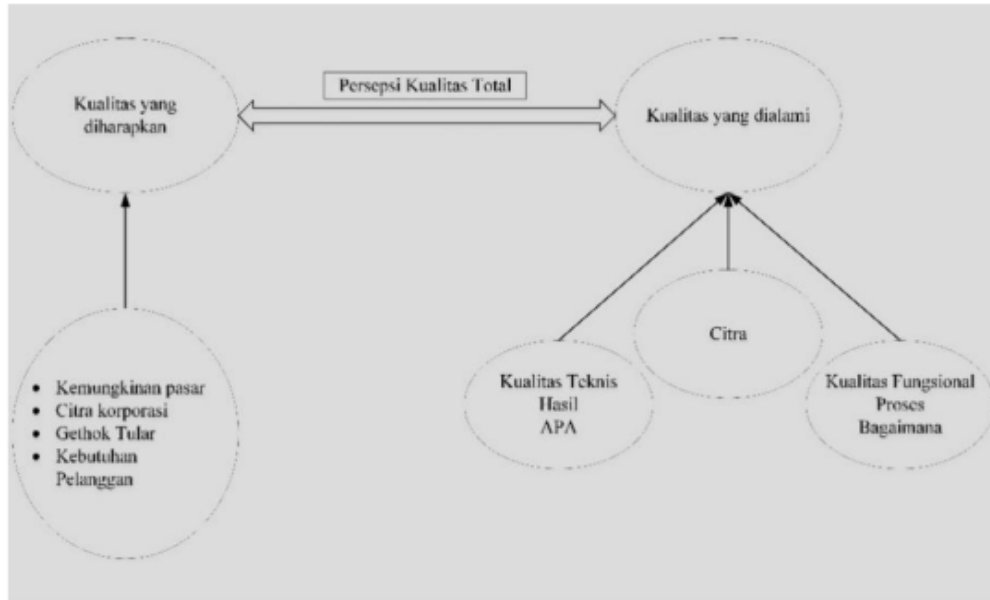 Persepsi Kualitas Total
Kualitas yang
diharapkan
Kualitas yang dialami
• Kemungkinan pasar
• Citra korporasi
• Gethok Tular
• Kebutuhan
Pelanggan
Kualitas Teknis
Hasil
APA
Citra
Kualitas Fungsional
Proses
Bagaimana